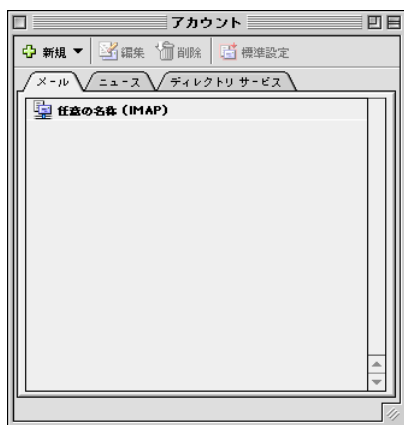 アカウント
新規 編集 削除 標準設定
メール ニュース ディレクトリ サービス
任意の名称 (IMAP)